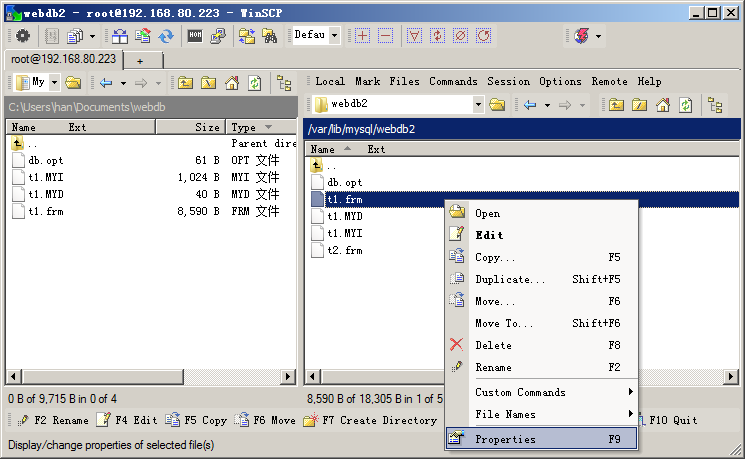 webdb2 - root@192.168.80.223 - WinSCP
Defau
root@192.168.80.223 +
My
Local Mark Files Commands Session Options Remote Help
webdb2
C:\Users\han\Documents\webdb
/var/lib/mysql/webdb2
Name Ext Size Type
.. Parent dire
db.opt 61 B OPT 文件
t1.MYI 1,024 B MYI 文件
t1.MYD 40 B MYD 文件
t1.frm 8,590 B FRM 文件
Name Ext
..
db.opt
t1.frm
t1.MYD
t1.MYI
t2.frm
Open
Edit
Copy... F5
Duplicate... Shift+F5
Move... F6
Move To... Shift+F6
Delete F8
Rename F2
Custom Commands
File Names
Properties F9
0 B of 9,715 B in 0 of 4
8,590 B of 18,305 B in 1 of 5
F2 Rename F4 Edit F5 Copy F6 Move F7 Create Directory F10 Quit
Display/change properties of selected file(s)